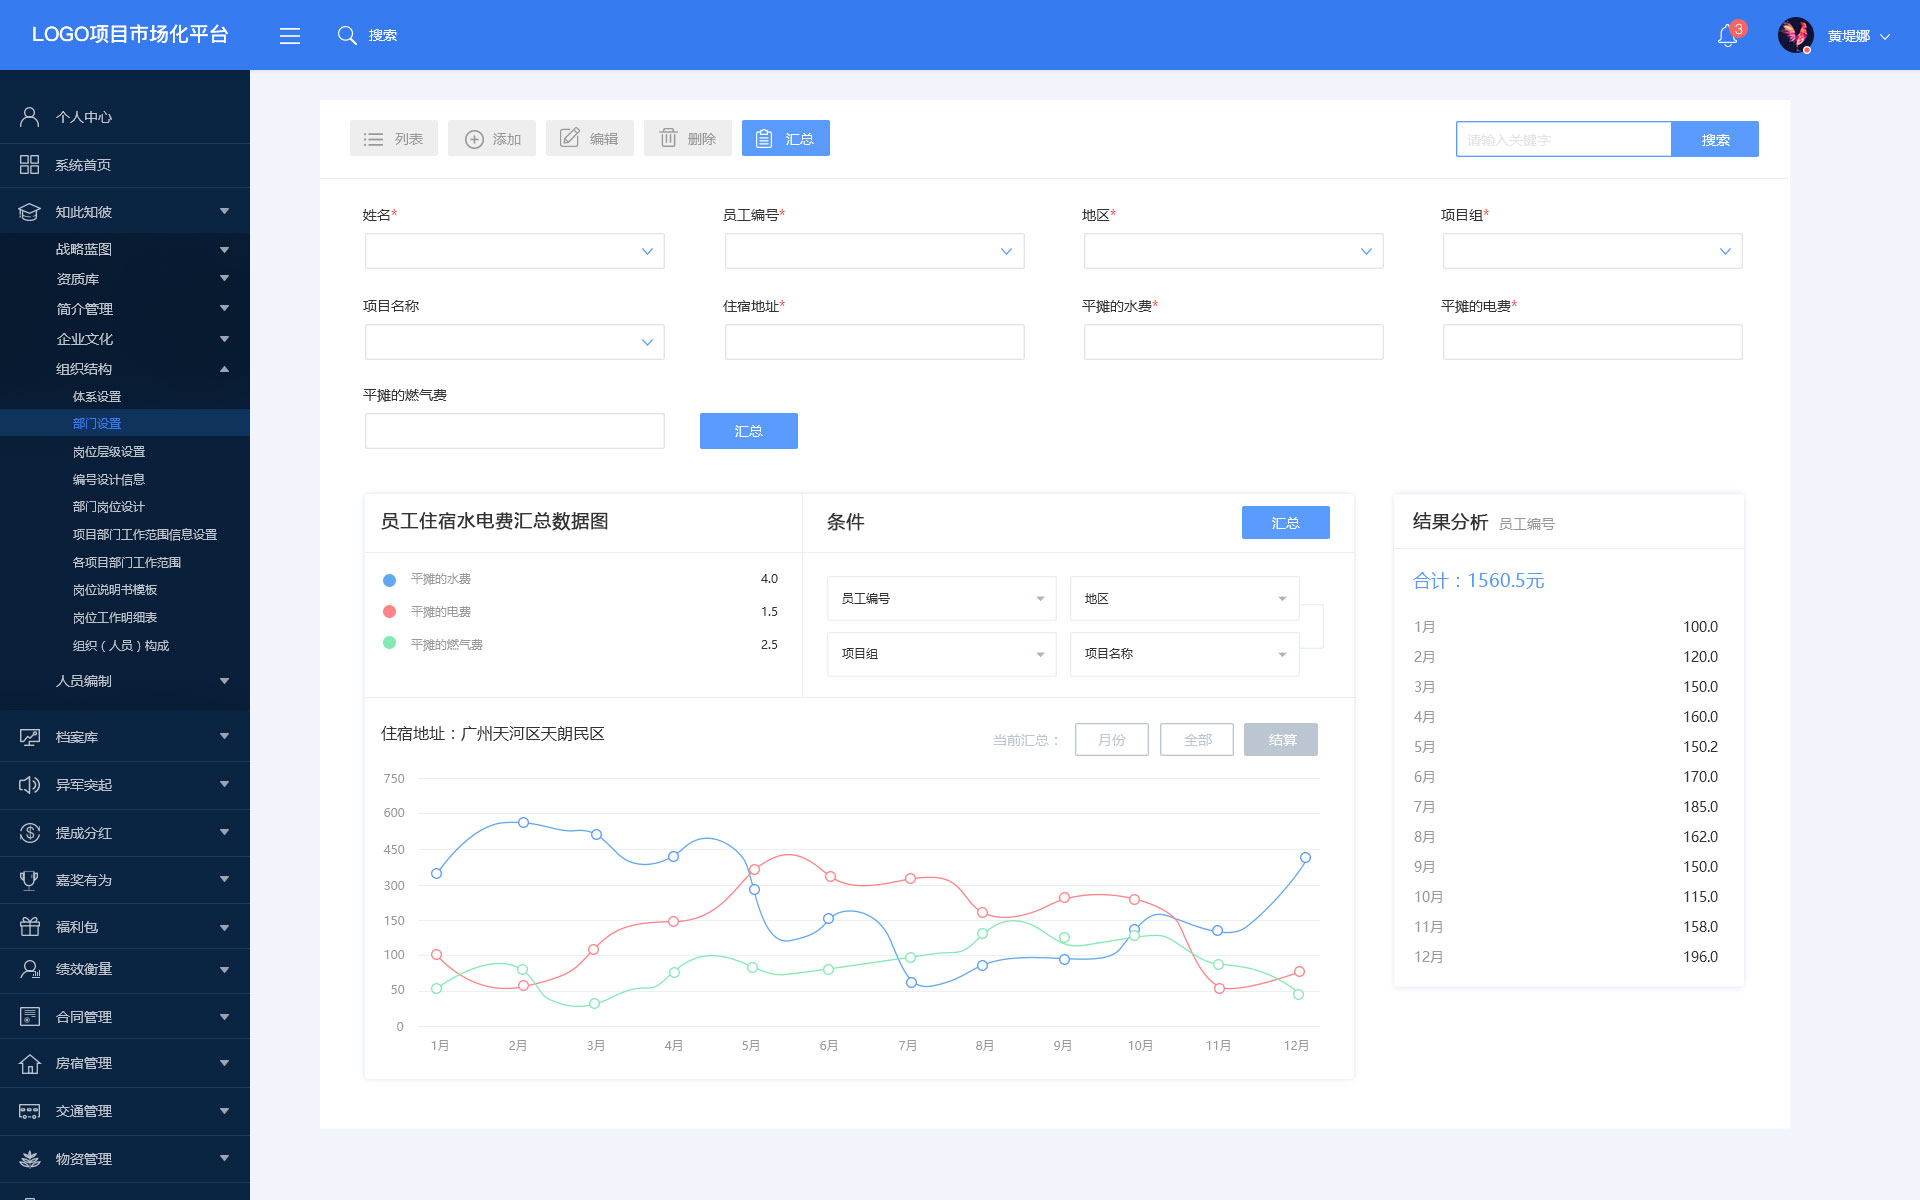 LOGO项目市场化平台
搜索
3
黄堤娜
个人中心
系统首页
知此知彼
战略蓝图
资质库
简介管理
企业文化
组织结构
体系设置
部门设置
岗位层级设置
编号设计信息
部门岗位设计
项目部门工作范围信息设置
各项目部门工作范围
岗位说明书模板
岗位工作明细表
组织（人员）构成
人员编制
档案库
异军突起
提成分红
嘉奖有为
福利包
绩效衡量
合同管理
房宿管理
交通管理
物资管理
列表 添加 编辑 删除 汇总
请输入关键字 搜索
姓名* 员工编号* 地区* 项目组*
项目名称 住宿地址* 平摊的水费* 平摊的电费*
平摊的燃气费
汇总
员工住宿水电费汇总数据图
平摊的水费 4.0
平摊的电费 1.5
平摊的燃气费 2.5
条件 汇总
员工编号 地区
项目组 项目名称
住宿地址：广州天河区天朗民区
当前汇总： 月份 全部 结算
750
600
450
300
150
100
50
0
1月 2月 3月 4月 5月 6月 7月 8月 9月 10月 11月 12月
结果分析 员工编号
合计：1560.5元
1月 100.0
2月 120.0
3月 150.0
4月 160.0
5月 150.2
6月 170.0
7月 185.0
8月 162.0
9月 150.0
10月 115.0
11月 158.0
12月 196.0